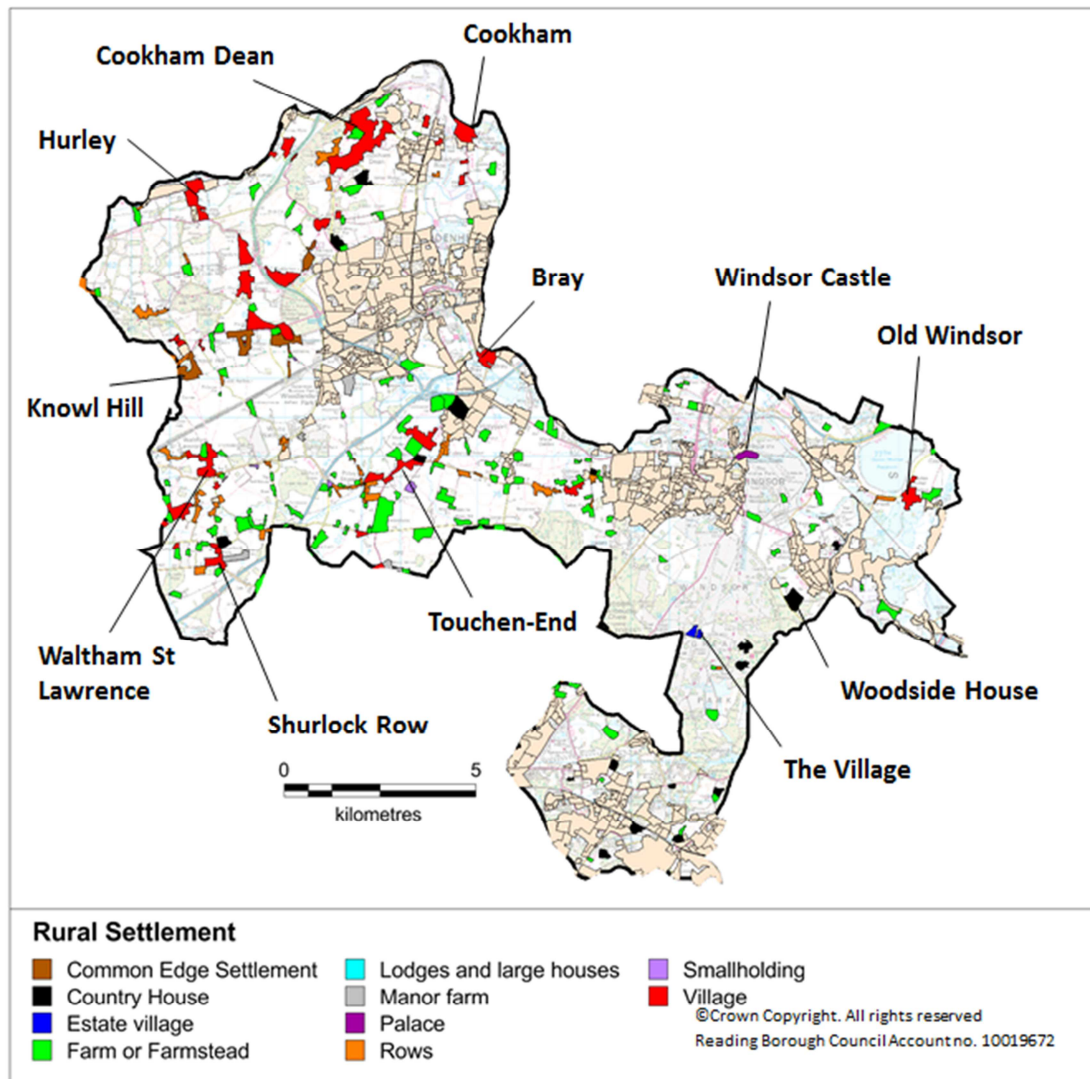 Cookham
Cookham Dean
Hurley
Bray
Windsor Castle
Old Windsor
Knowl Hill
Touchen-End
Waltham St
Lawrence
Woodside House
Shurlock Row
The Village
0 5
kilometres
Rural Settlement
Common Edge Settlement
Country House
Estate village
Farm or Farmstead
Lodges and large houses
Manor farm
Palace
Rows
Smallholding
Village
©Crown Copyright. All rights reserved
Reading Borough Council Account no. 10019672